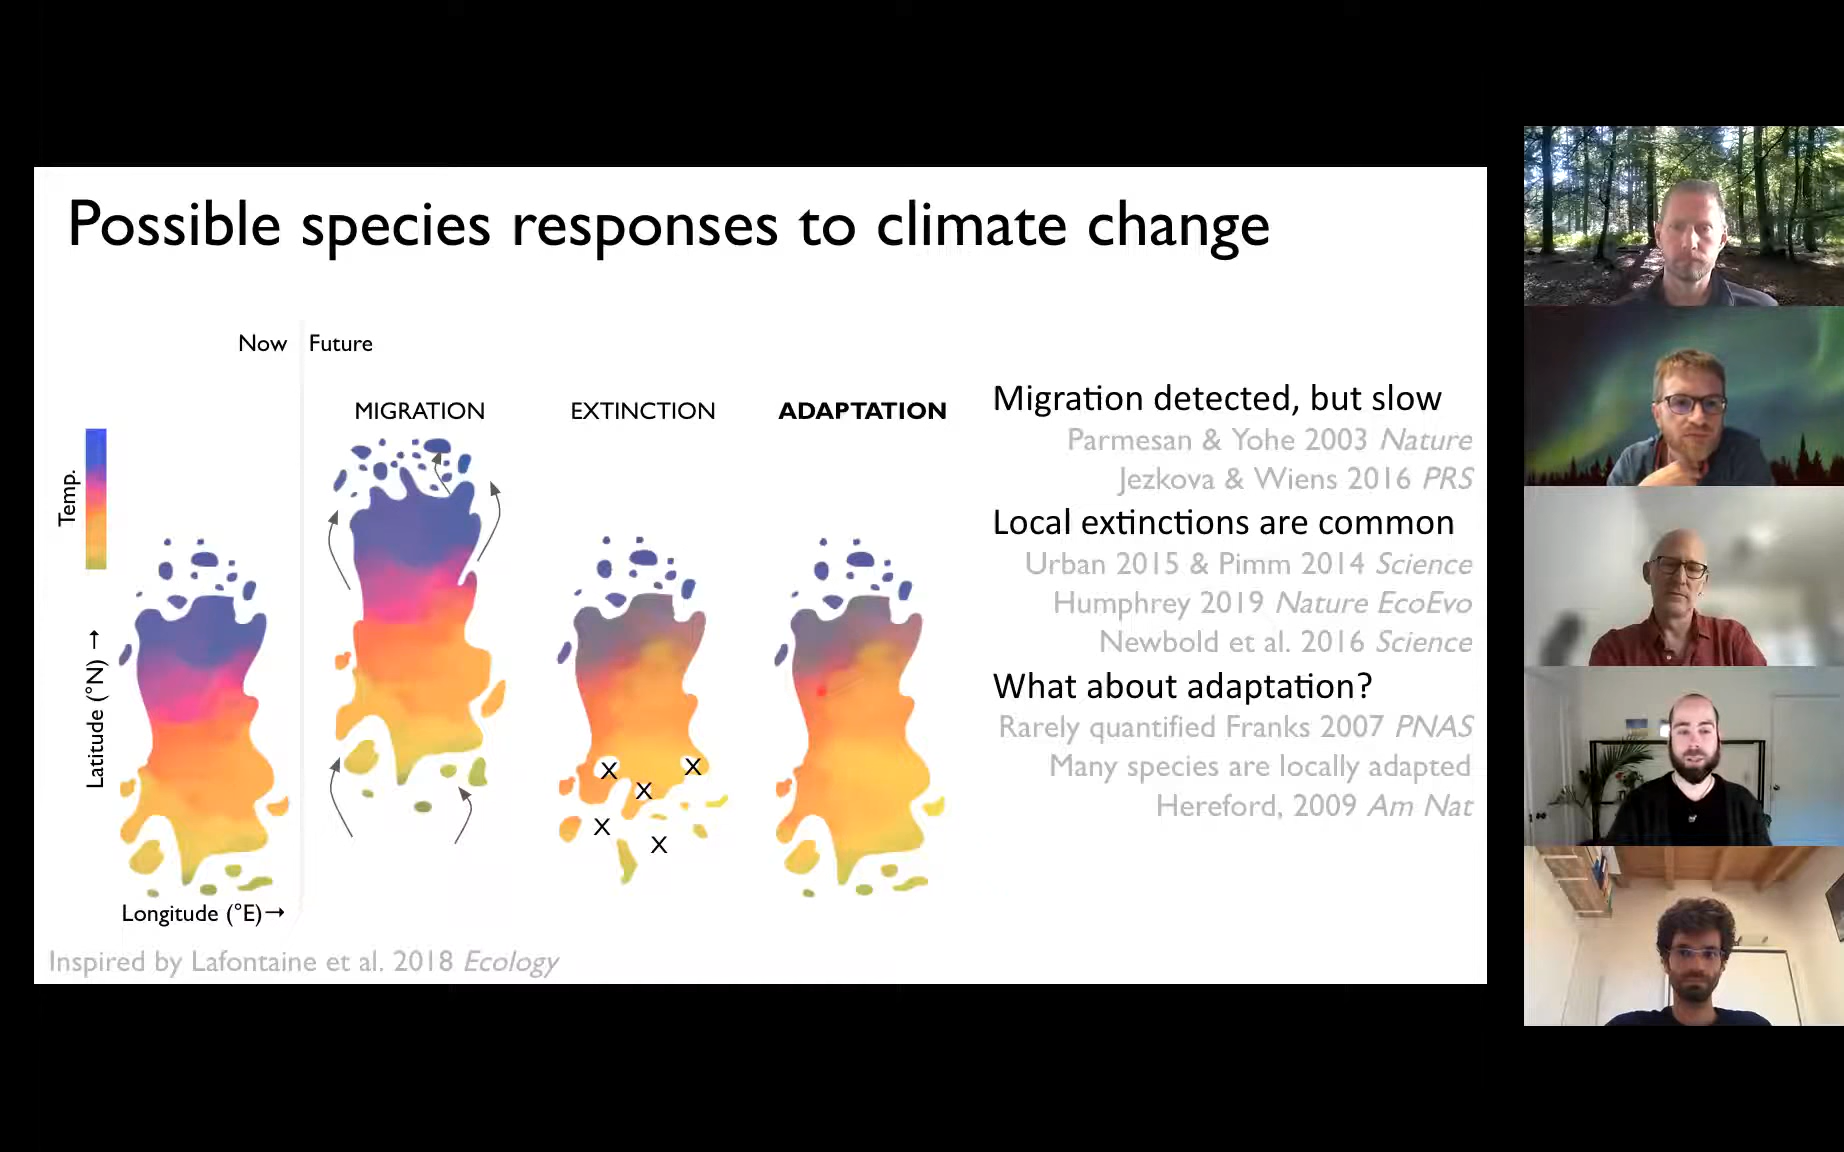 Possible species responses to climate change
Now
Future
MIGRATION
EXTINCTION
ADAPTATION
Temp.
Latitude (°N) →
Longitude (°E)→
X
X
X
X
X
Inspired by Lafontaine et al. 2018 Ecology
Migration detected, but slow
Parmesan & Yohe 2003 Nature
Jezkova & Wiens 2016 PRS
Local extinctions are common
Urban 2015 & Pimm 2014 Science
Humphrey 2019 Nature EcoEvo
Newbold et al. 2016 Science
What about adaptation?
Rarely quantified Franks 2007 PNAS
Many species are locally adapted
Hereford, 2009 Am Nat